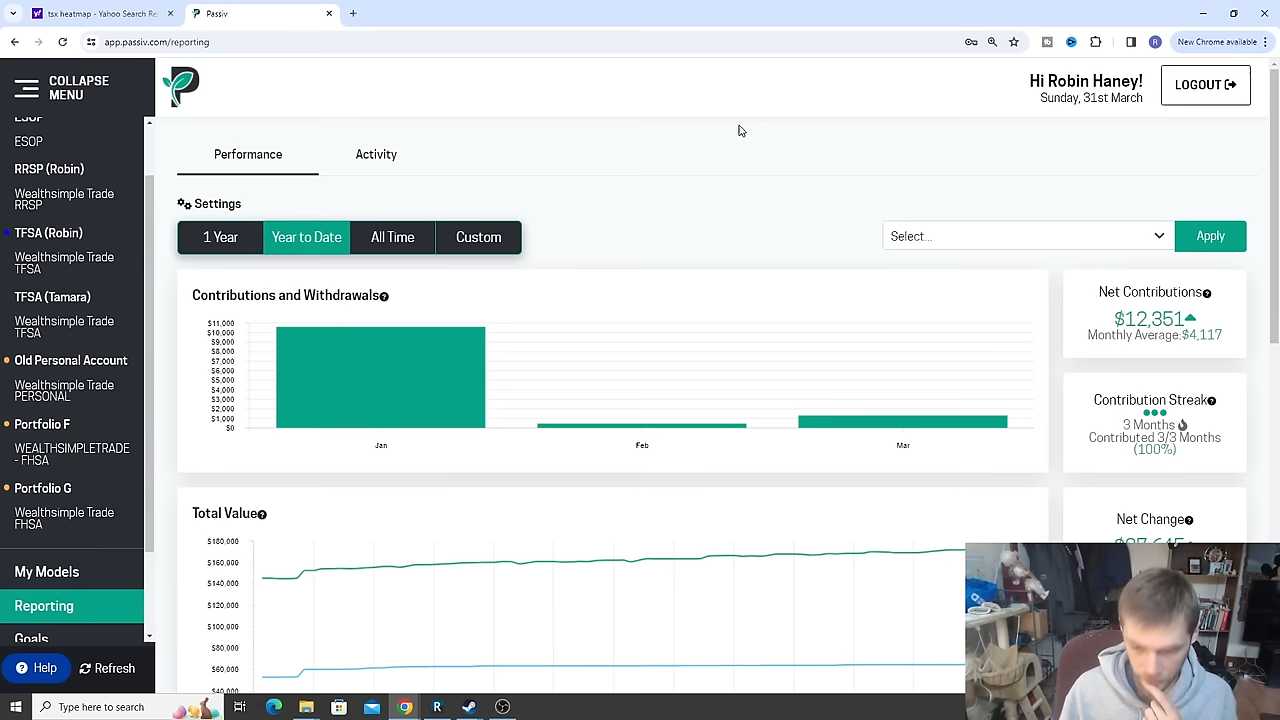 tsx heatmap - Yahoo Search Re
Passiv
app.passiv.com/reporting
New Chrome available
COLLAPSE
MENU
Hi Robin Haney!
Sunday, 31st March
LOGOUT
ESOP
ESOP
RRSP (Robin)
Wealthsimple Trade
RRSP
TFSA (Robin)
Wealthsimple Trade
TFSA
TFSA (Tamara)
Wealthsimple Trade
TFSA
Old Personal Account
Wealthsimple Trade
PERSONAL
Portfolio F
WEALTHSIMPLETRADE
- FHSA
Portfolio G
Wealthsimple Trade
FHSA
My Models
Reporting
Goals
Help
Refresh
Performance
Activity
Settings
1 Year
Year to Date
All Time
Custom
Select...
Apply
Contributions and Withdrawals
$11,000
$10,000
$9,000
$8,000
$7,000
$6,000
$5,000
$4,000
$3,000
$2,000
$1,000
$0
Jan
Feb
Mar
Net Contributions
$12,351
Monthly Average:$4,117
Contribution Streak
3 Months
Contributed 3/3 Months
(100%)
Total Value
$180,000
$160,000
$140,000
$120,000
$100,000
$80,000
$60,000
$40,000
Net Change
Type here to search